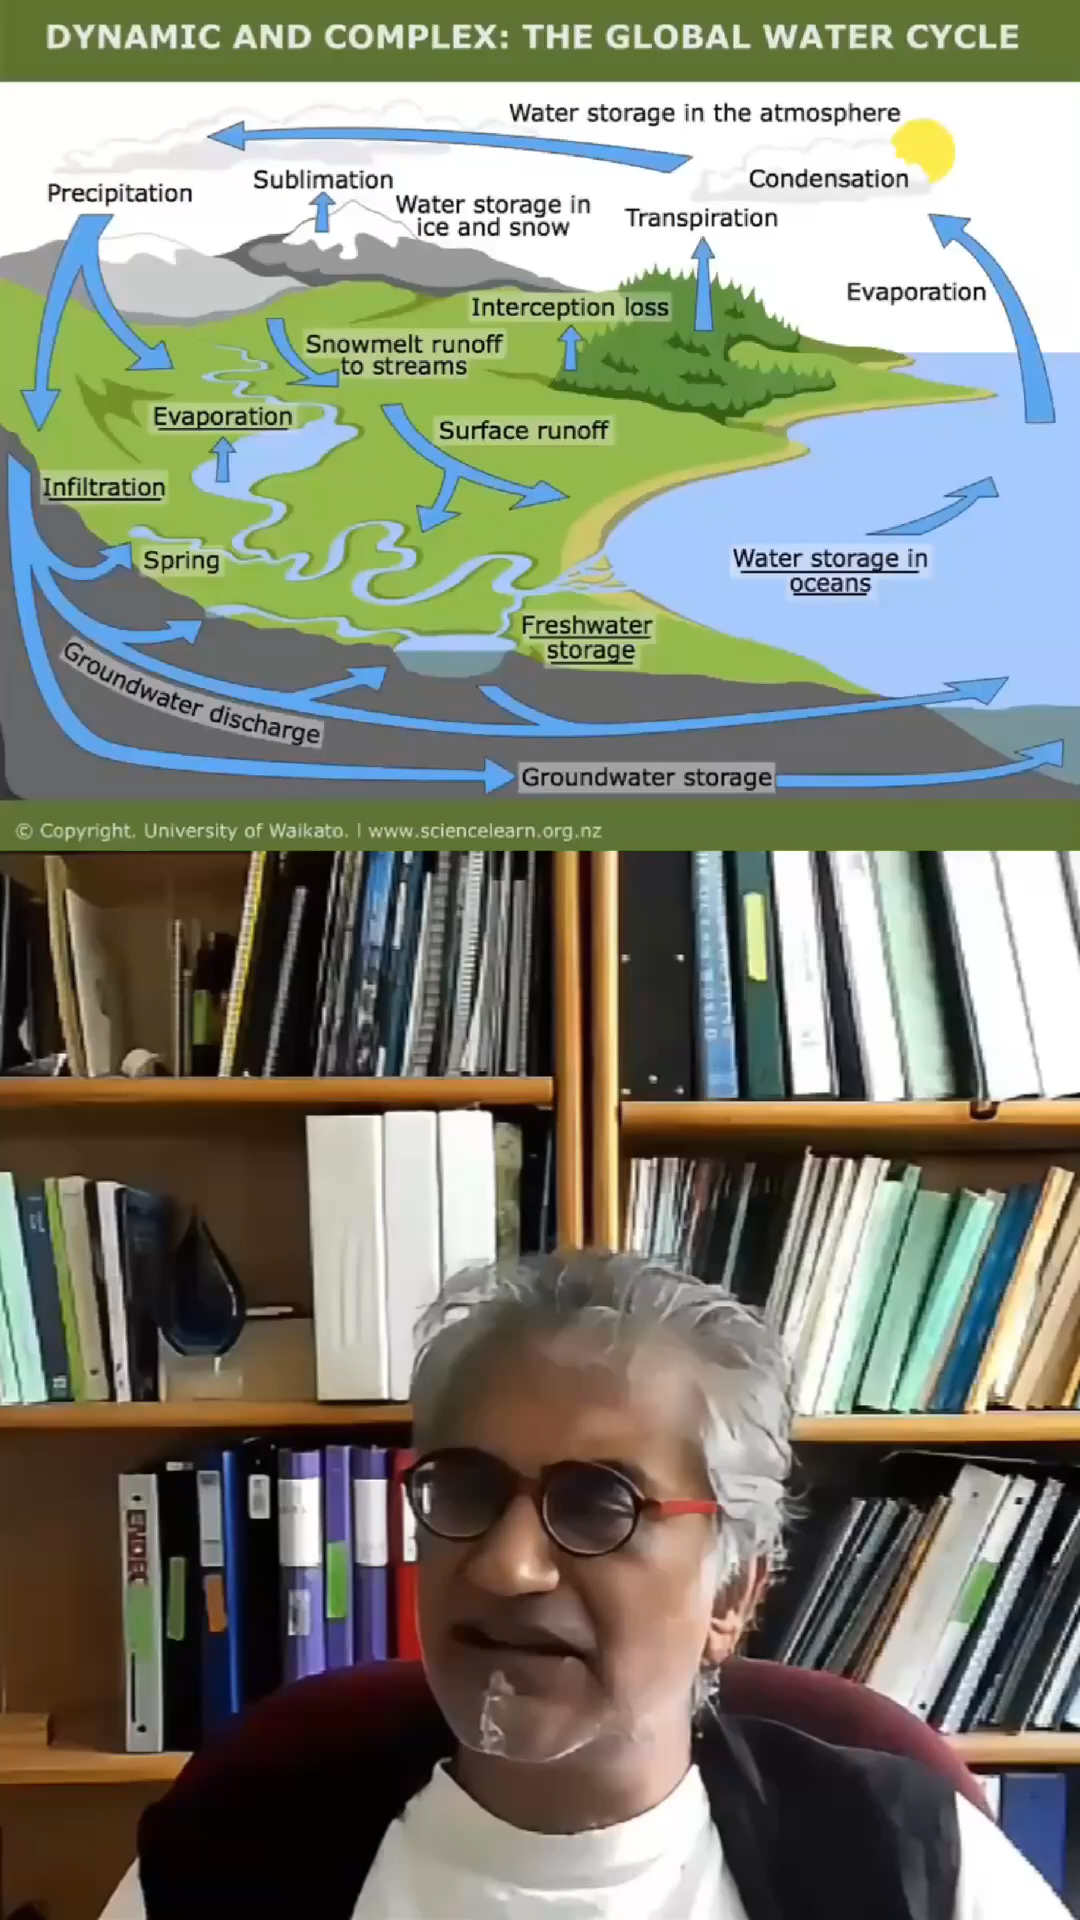 DYNAMIC AND COMPLEX: THE GLOBAL WATER CYCLE
Water storage in the atmosphere
Condensation
Precipitation
Sublimation
Water storage in
ice and snow
Transpiration
Evaporation
Interception loss
Snowmelt runoff
to streams
Evaporation
Surface runoff
Infiltration
Spring
Water storage in
oceans
Freshwater
storage
Groundwater discharge
Groundwater storage
© Copyright. University of Waikato. | www.sciencelearn.org.nz